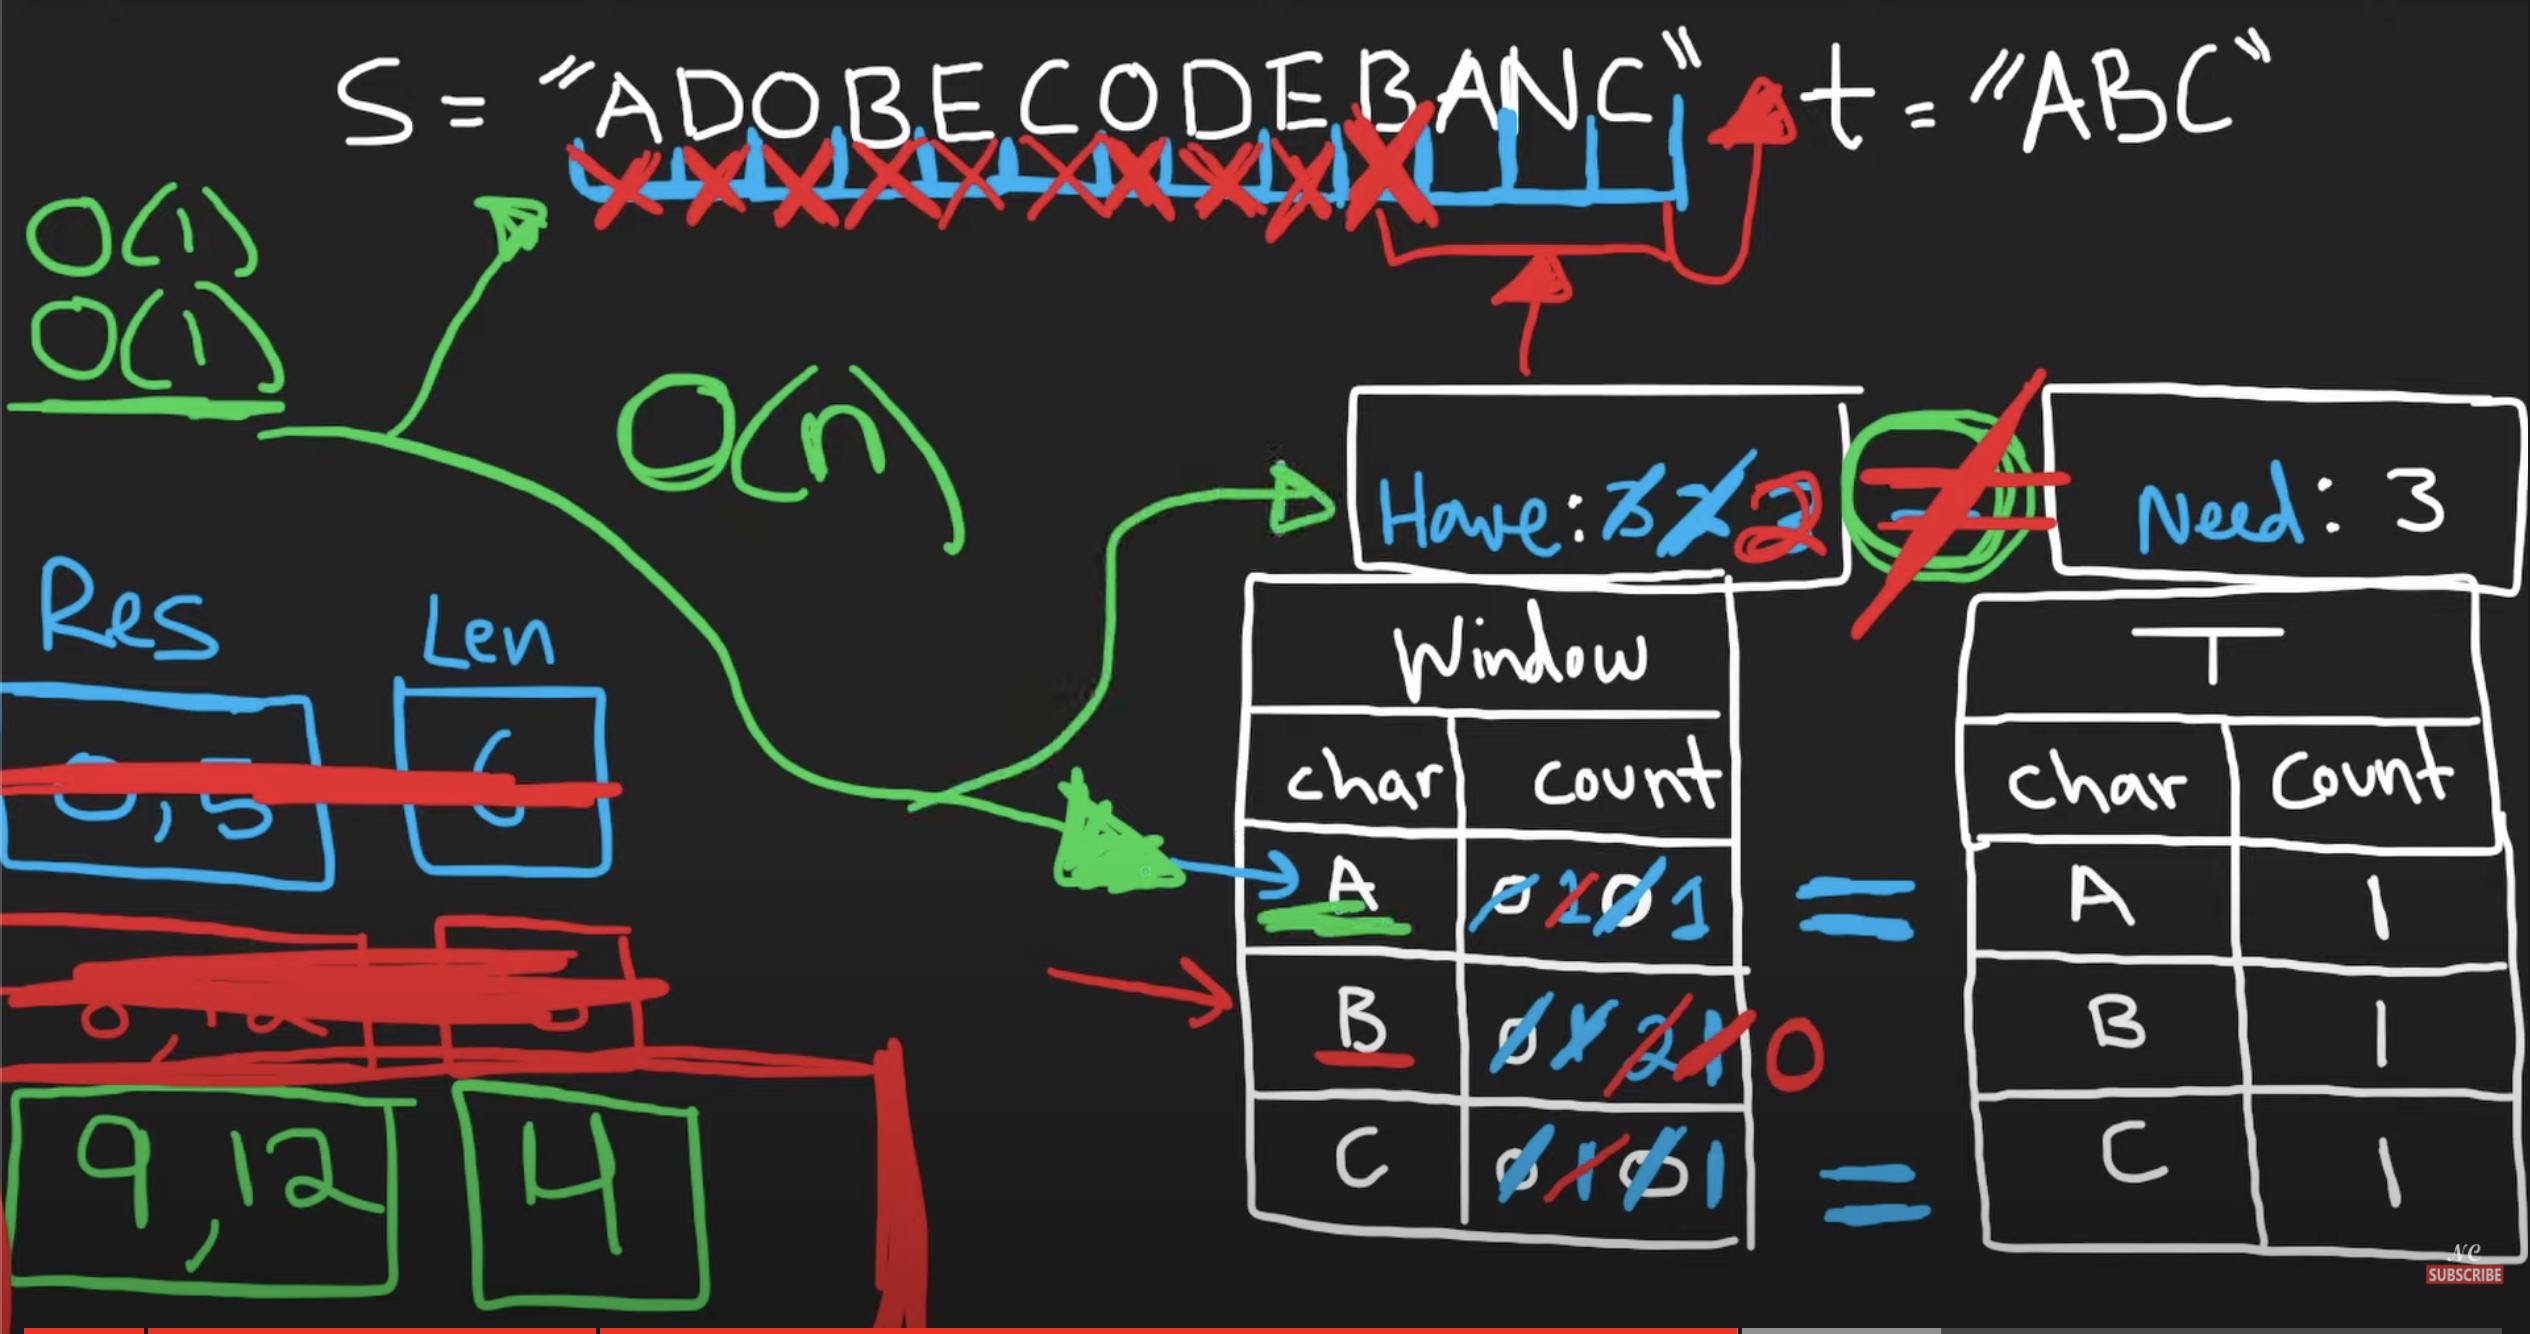 S = "ADOBECODEBANC" t = "ABC"
O(1)
O(1)
O(n)
Have: 3 2 2 Need: 3
Res Len
0,5 6
9,12 4
Window
char count
A 0 1 0 1
B 0 1 2 1 0
C 0 1 0 1
T
char count
A 1
B 1
C 1
NC
SUBSCRIBE